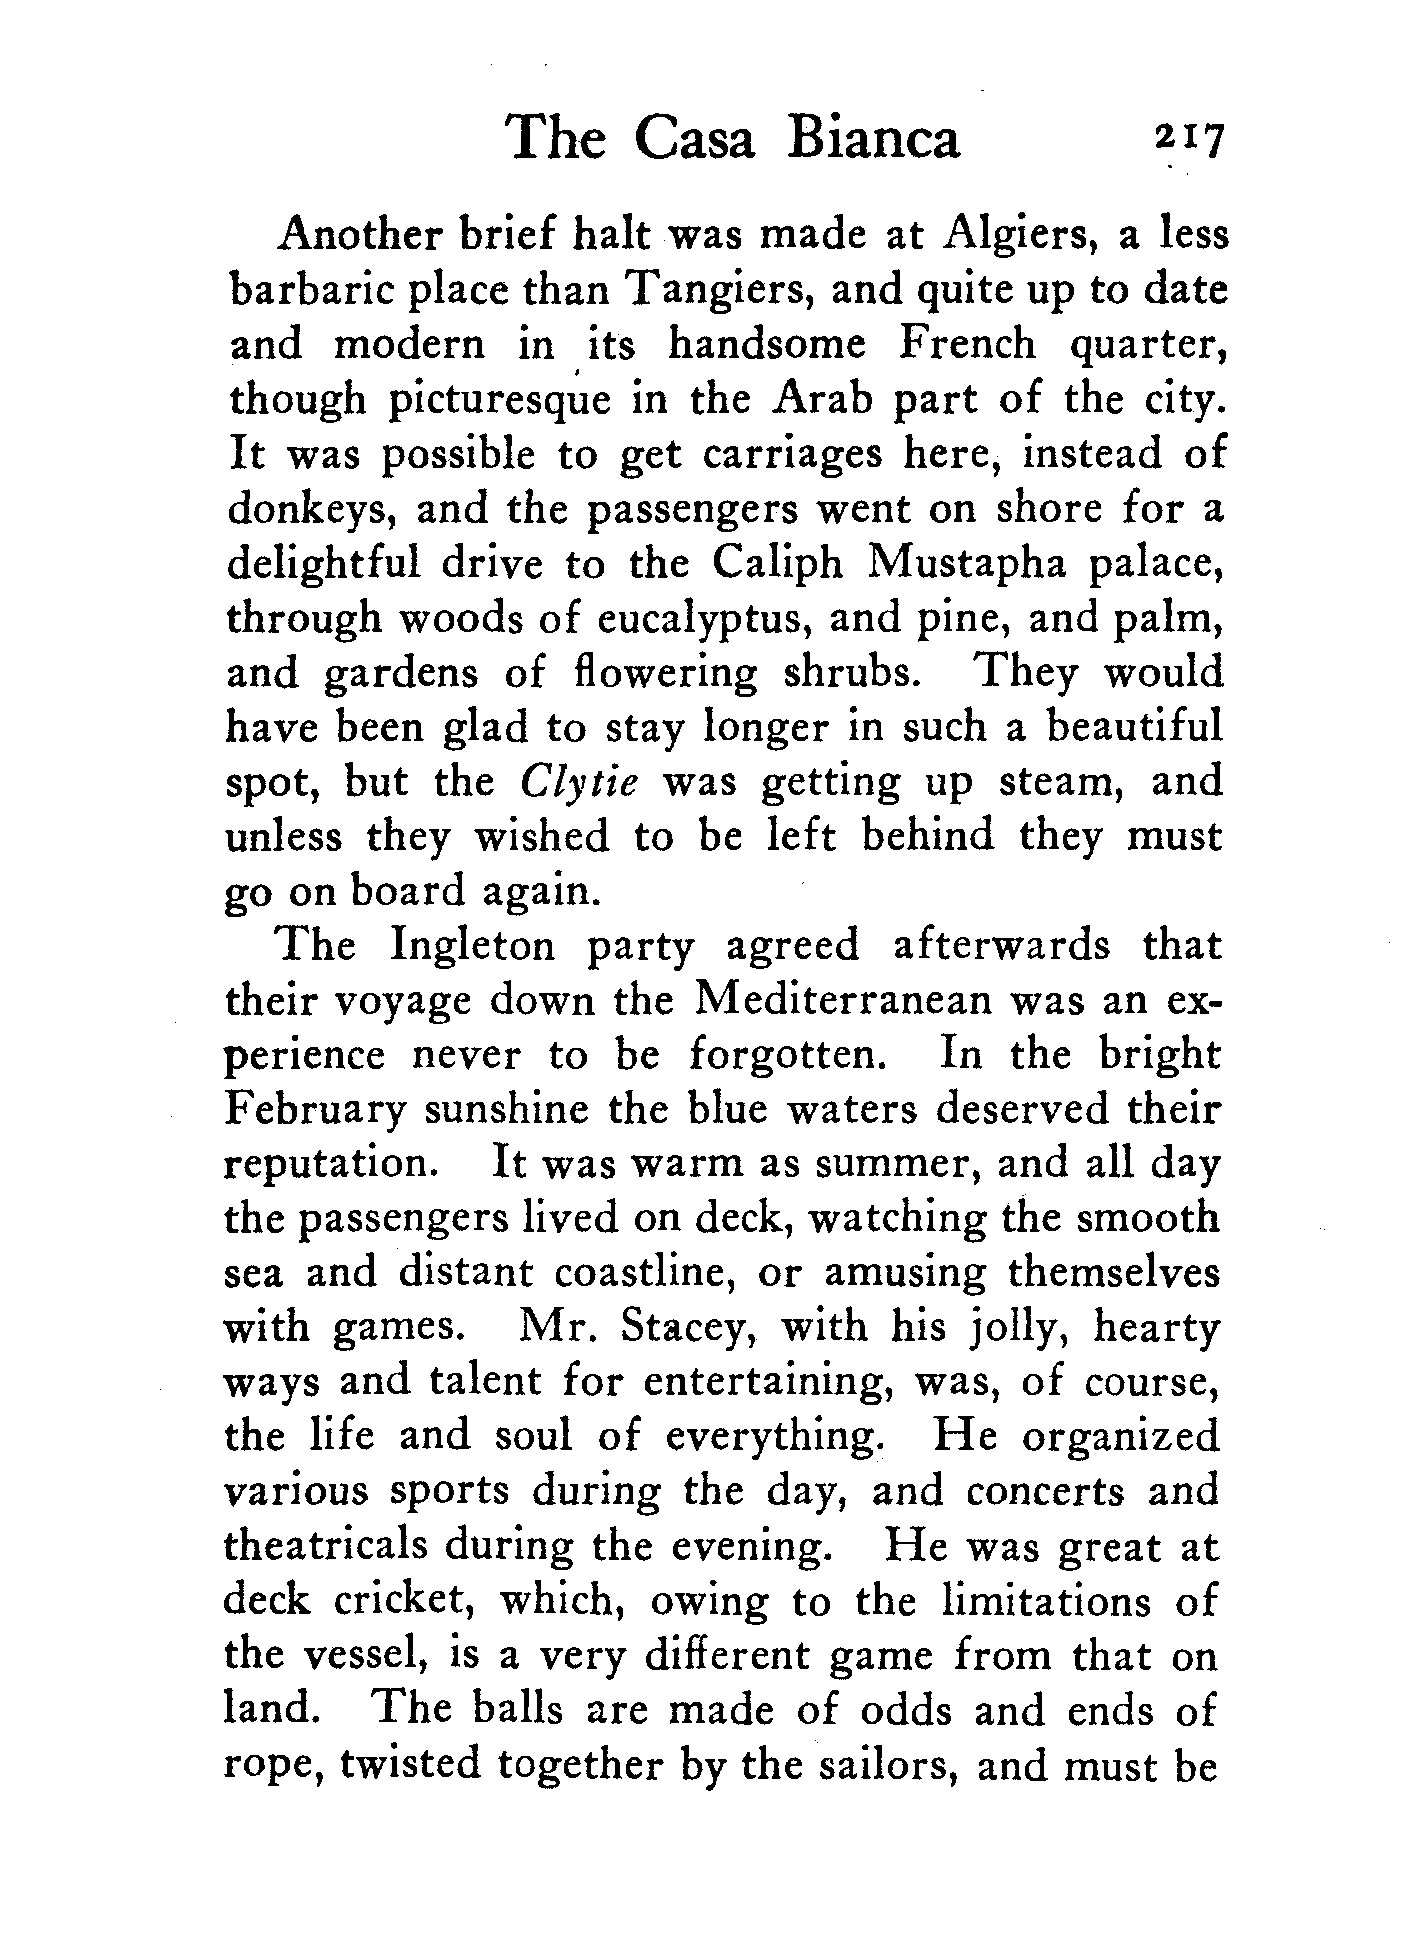 The Casa Bianca 217
Another brief halt was made at Algiers, a less
barbaric place than Tangiers, and quite up to date
and modern in its handsome French quarter,
though picturesque in the Arab part of the city.
It was possible to get carriages here, instead of
donkeys, and the passengers went on shore for a
delightful drive to the Caliph Mustapha palace,
through woods of eucalyptus, and pine, and palm,
and gardens of flowering shrubs. They would
have been glad to stay longer in such a beautiful
spot, but the Clytie was getting up steam, and
unless they wished to be left behind they must
go on board again.
The Ingleton party agreed afterwards that
their voyage down the Mediterranean was an ex-
perience never to be forgotten. In the bright
February sunshine the blue waters deserved their
reputation. It was warm as summer, and all day
the passengers lived on deck, watching the smooth
sea and distant coastline, or amusing themselves
with games. Mr. Stacey, with his jolly, hearty
ways and talent for entertaining, was, of course,
the life and soul of everything. He organized
various sports during the day, and concerts and
theatricals during the evening. He was great at
deck cricket, which, owing to the limitations of
the vessel, is a very different game from that on
land. The balls are made of odds and ends of
rope, twisted together by the sailors, and must be